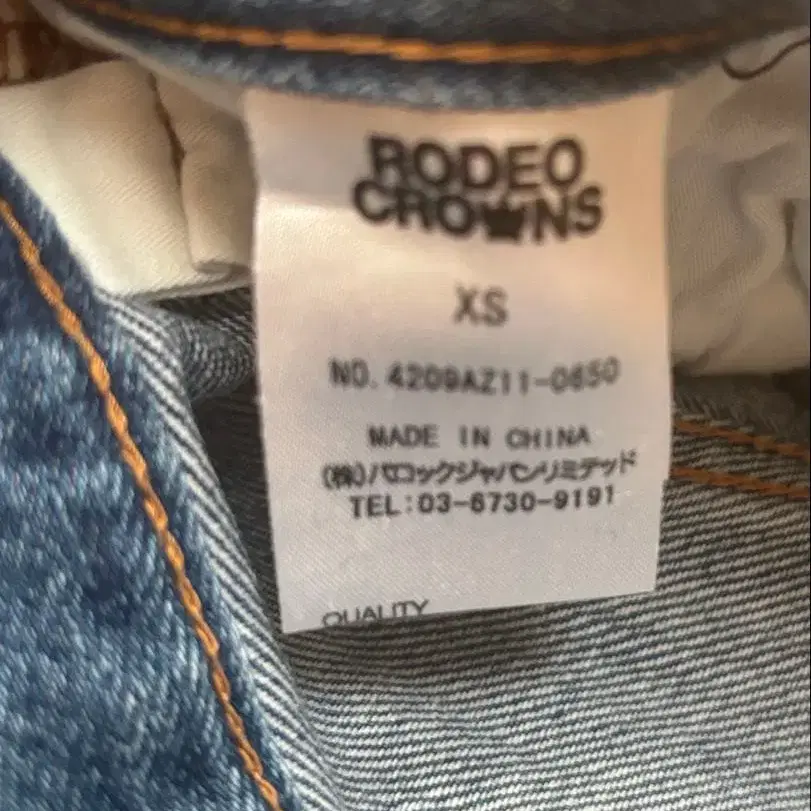 RODEO
CROWNS
XS
NO. 4209AZ11-0650
MADE IN CHINA
(株)バロックジャパンリミテッド
TEL:03-6730-9191
QUALITY